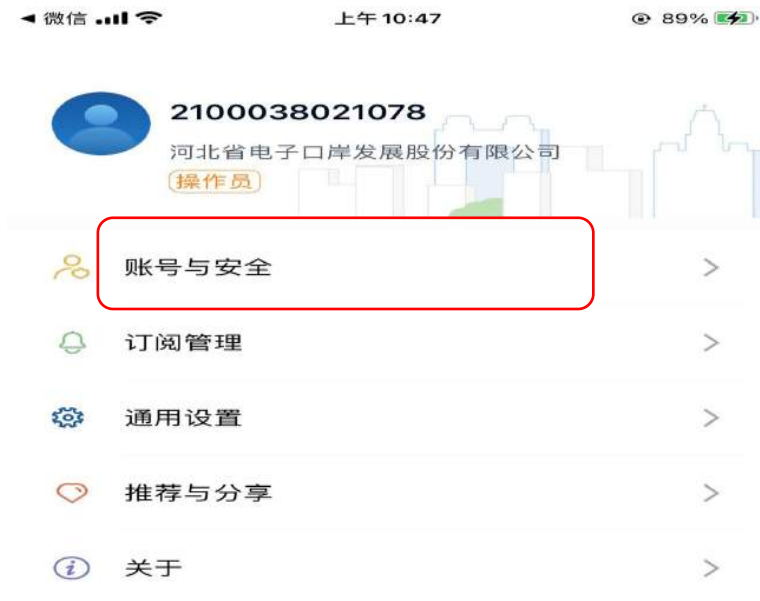 微信 上午10:47 89%
2100038021078
河北省电子口岸发展股份有限公司
操作员
账号与安全
订阅管理
通用设置
推荐与分享
关于